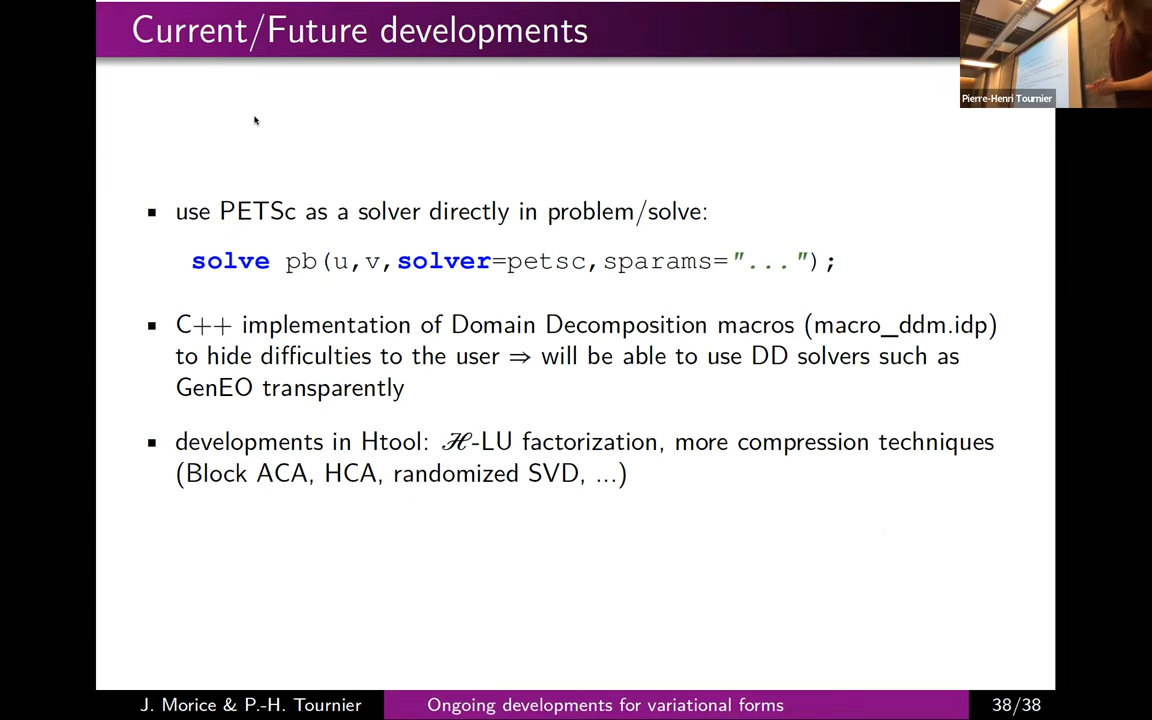 Current/Future developments
Pierre-Henri Tournier
▪ use PETSc as a solver directly in problem/solve:
solve pb(u,v,solver=petsc,sparams="...");
▪ C++ implementation of Domain Decomposition macros (macro_ddm.idp)
to hide difficulties to the user ⇒ will be able to use DD solvers such as
GenEO transparently
▪ developments in Htool: ℋ-LU factorization, more compression techniques
(Block ACA, HCA, randomized SVD, ...)
J. Morice & P.-H. Tournier
Ongoing developments for variational forms
38/38